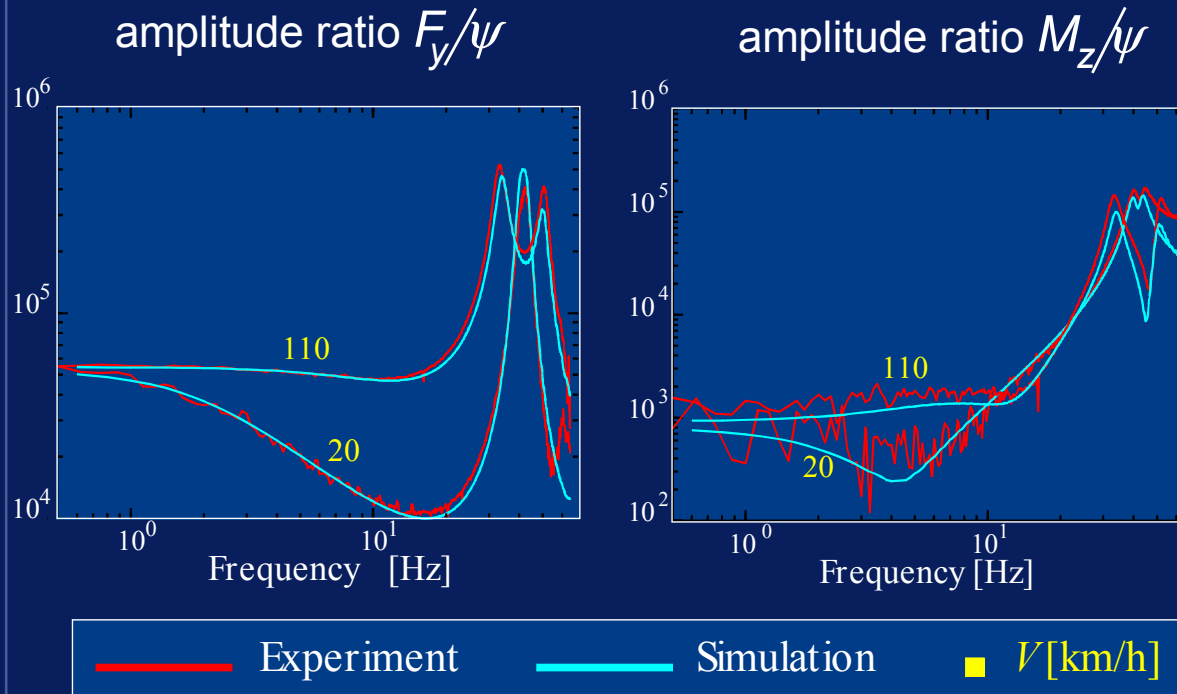 amplitude ratio F_y/ψ
amplitude ratio M_z/ψ
10^6
10^5
10^4
110
20
10^0
10^1
Frequency [Hz]
10^6
10^5
10^4
10^3
10^2
110
20
10^0
10^1
Frequency [Hz]
Experiment
Simulation
V[km/h]